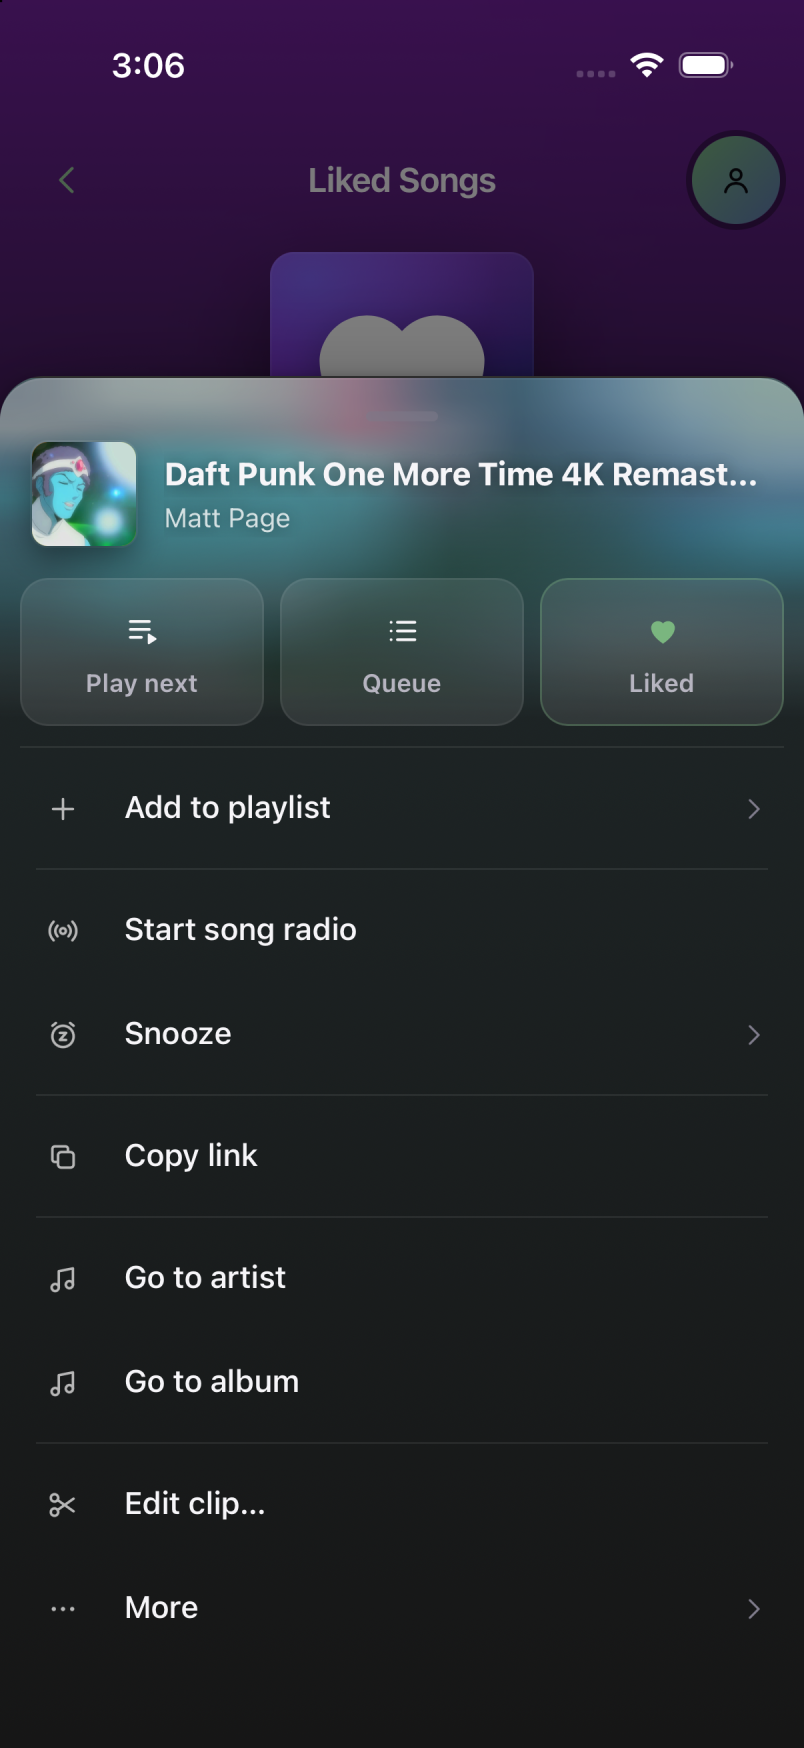 3:06
Liked Songs
Daft Punk One More Time 4K Remast...
Matt Page
Play next
Queue
Liked
Add to playlist
Start song radio
Snooze
Copy link
Go to artist
Go to album
Edit clip...
More